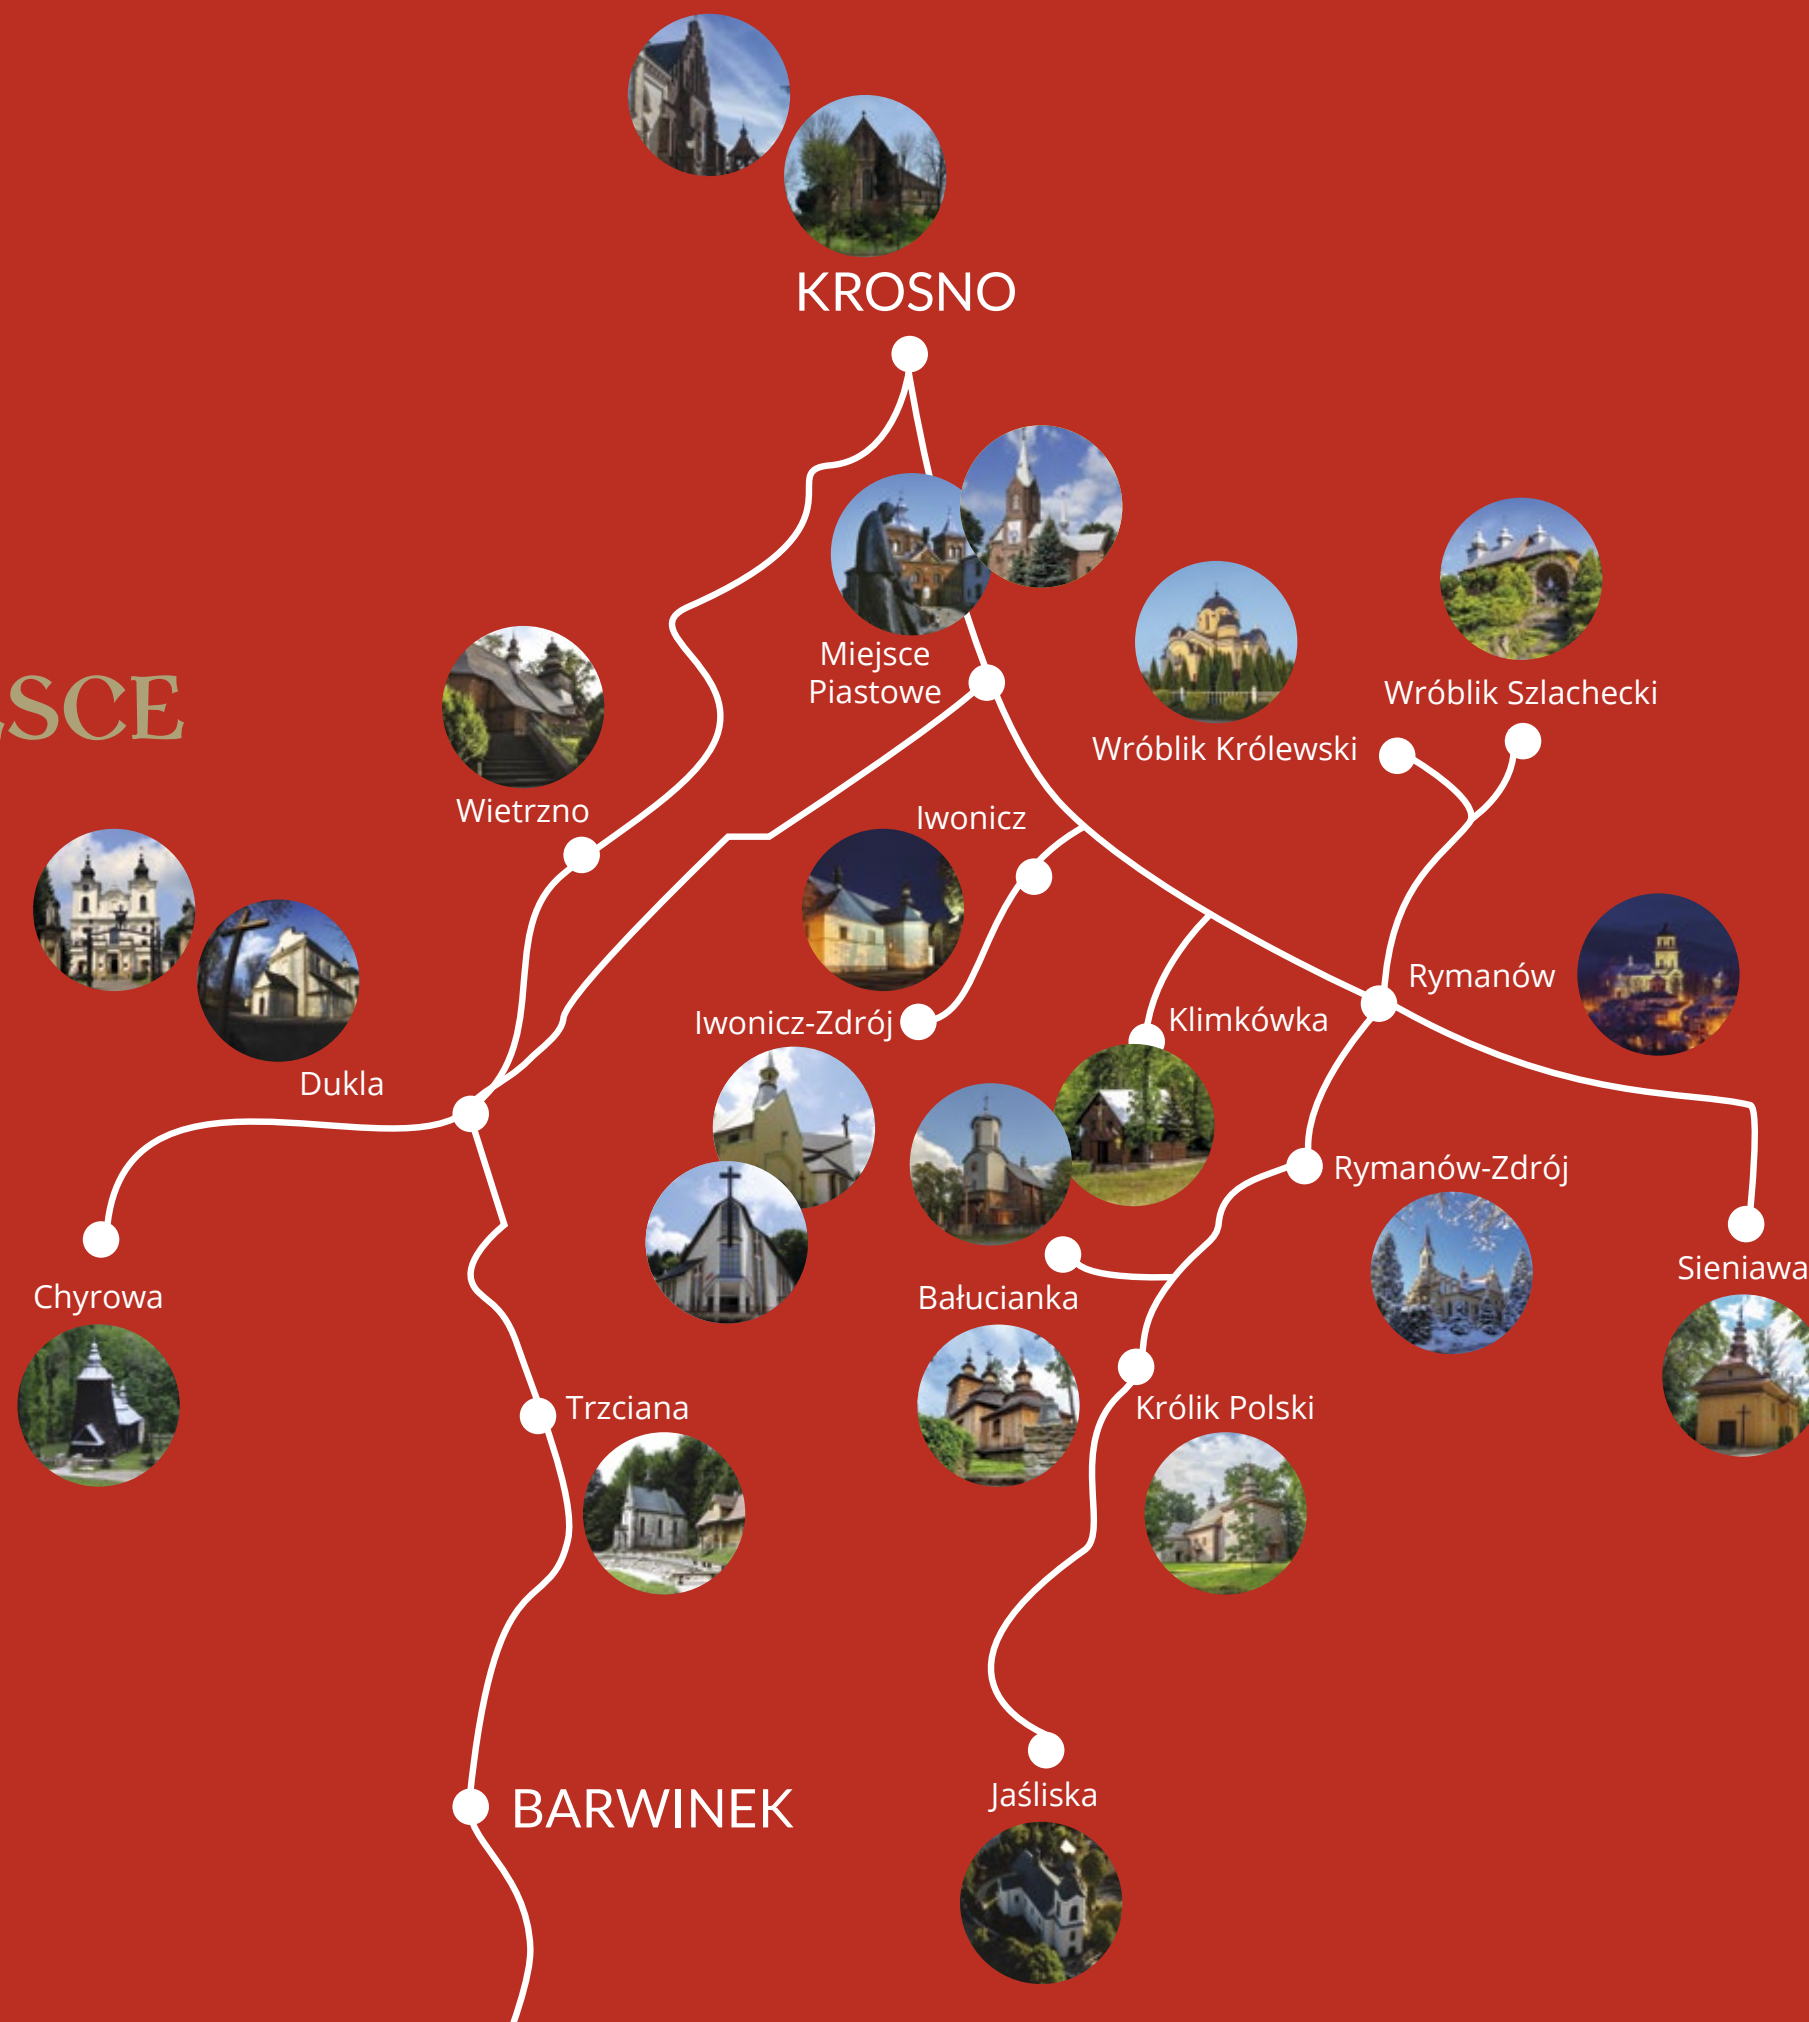 KROSNO
Miejsce
Piastowe
Wróblik Szlachecki
Wróblik Królewski
Wietrzno
Iwonicz
Rymanów
Iwonicz-Zdrój
Klimkówka
Dukla
Rymanów-Zdrój
Sieniawa
Chyrowa
Bałucianka
Trzciana
Królik Polski
Jaśliska
BARWINEK